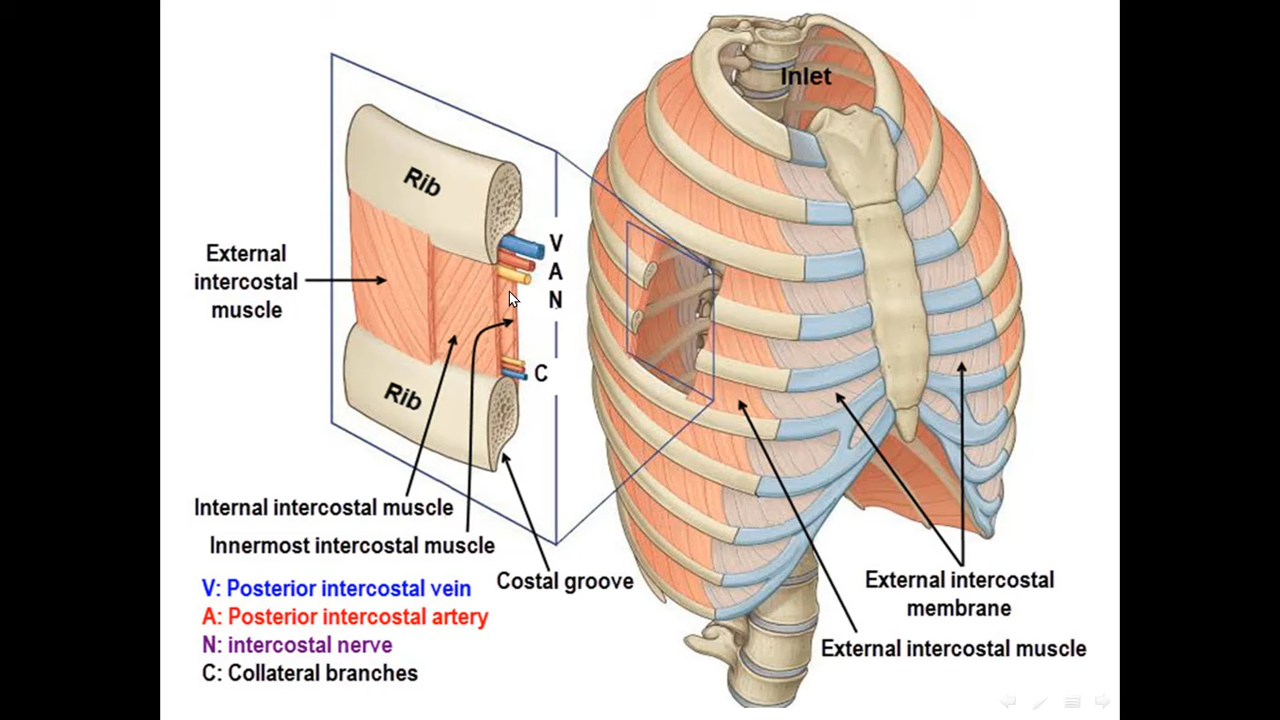 Inlet
Rib
V
A
N
External
intercostal
muscle
C
Rib
Internal intercostal muscle
Innermost intercostal muscle
Costal groove
V: Posterior intercostal vein
A: Posterior intercostal artery
N: intercostal nerve
C: Collateral branches
External intercostal
membrane
External intercostal muscle